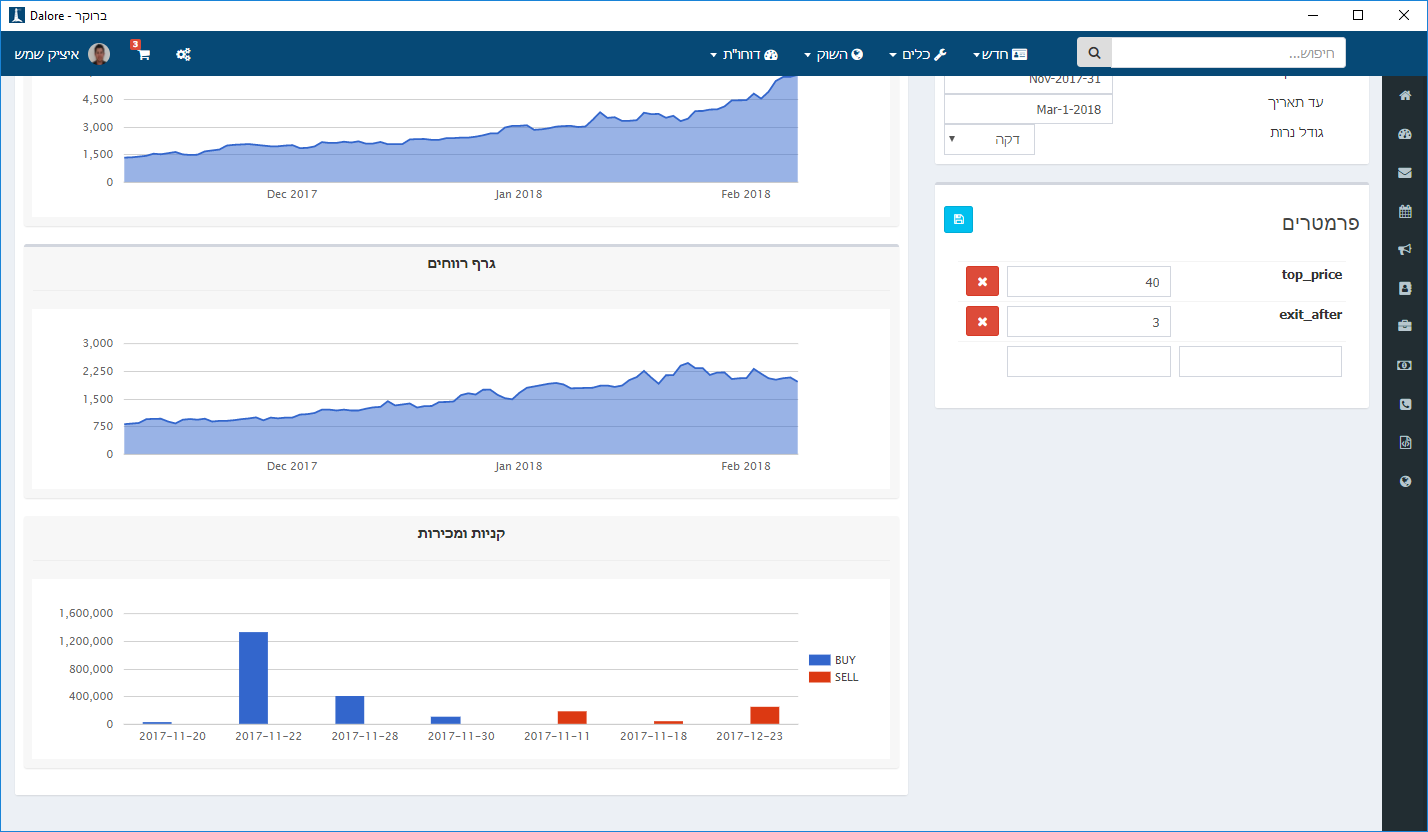 Dalore - ברוקר
חיפוש...
חדש
כלים
השוק
דוחו"ת
3
איציק שמש
Nov-2017-31
עד תאריך
Mar-1-2018
גודל נרות
דקה
פרמטרים
top_price
40
exit_after
3
4,500
3,000
1,500
0
Dec 2017
Jan 2018
Feb 2018
גרף רווחים
3,000
2,250
1,500
750
0
Dec 2017
Jan 2018
Feb 2018
קניות ומכירות
1,600,000
1,200,000
800,000
400,000
0
2017-11-20
2017-11-22
2017-11-28
2017-11-30
2017-11-11
2017-11-18
2017-12-23
BUY
SELL